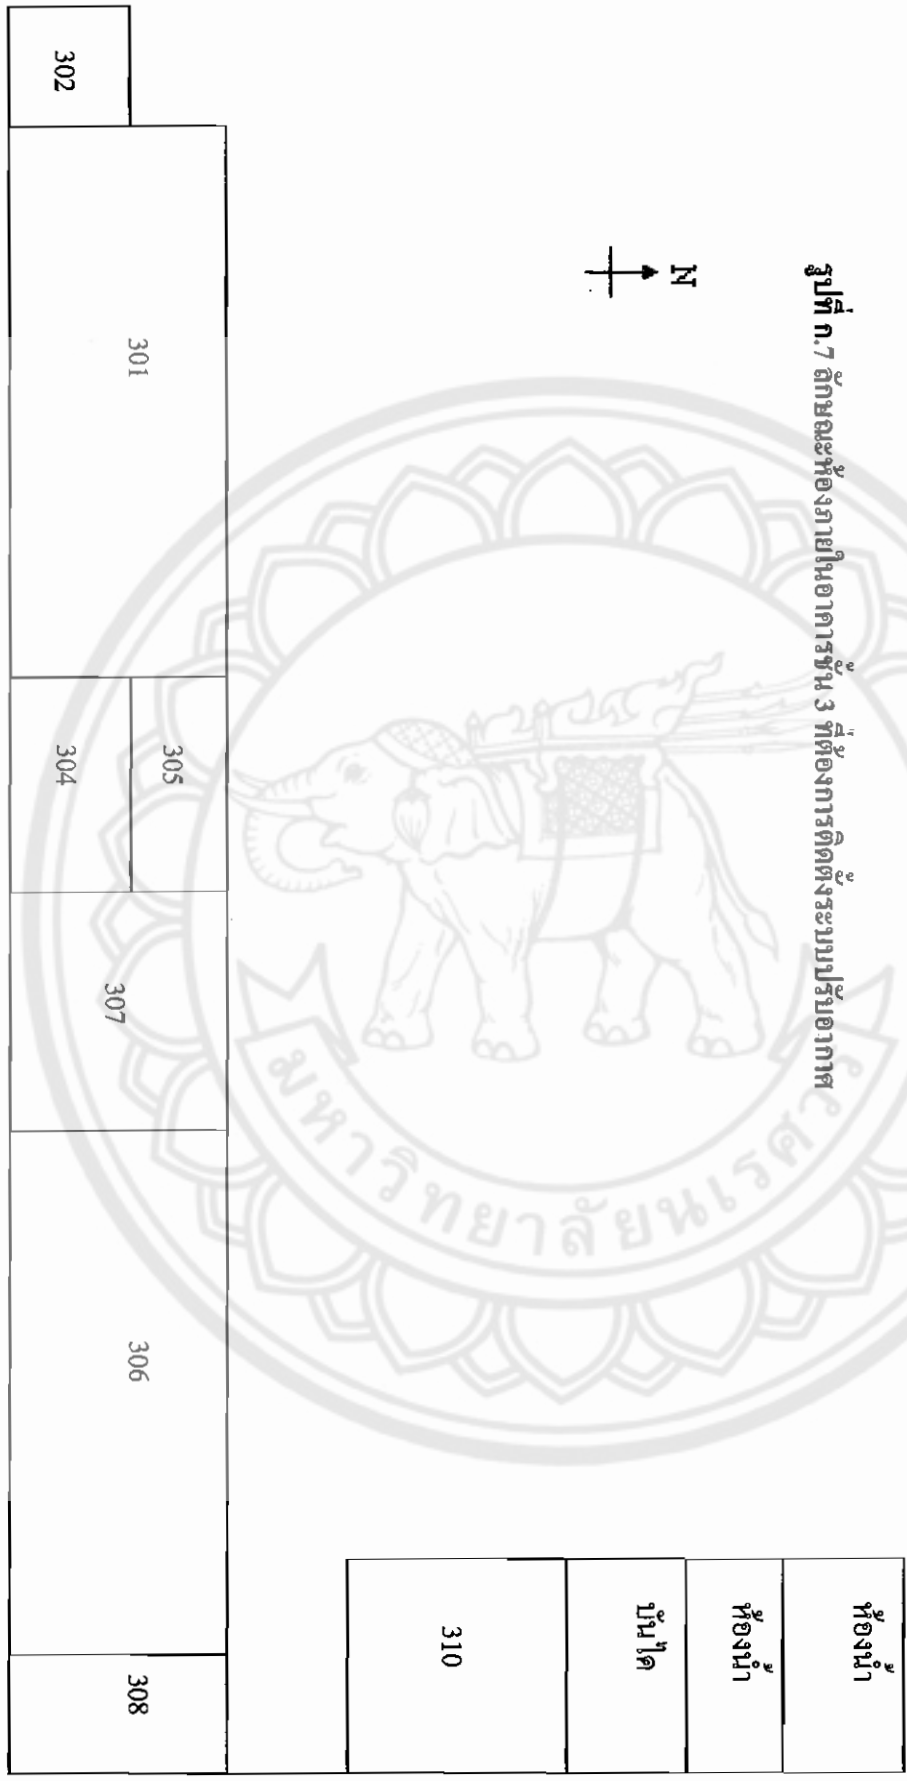 302
301
304
305
307
306
308
310
บันได
ห้องน้ำ
ห้องน้ำ
N
รูปที่ ก.7 ลักษณะห้องภายในอาคารชั้น 3 ที่ต้องการติดตั้งระบบปรับอากาศ
มหาวิทยาลัยนเรศวร